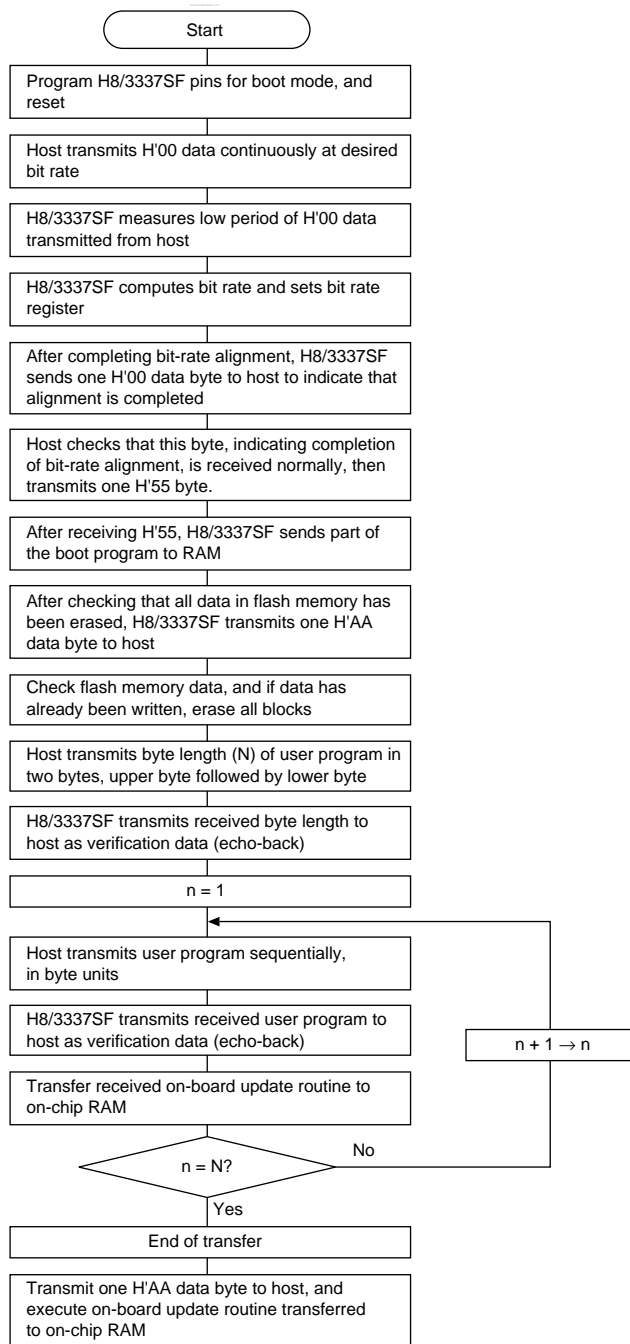 Start
Program H8/3337SF pins for boot mode, and
reset
Host transmits H'00 data continuously at desired
bit rate
H8/3337SF measures low period of H'00 data
transmitted from host
H8/3337SF computes bit rate and sets bit rate
register
After completing bit-rate alignment, H8/3337SF
sends one H'00 data byte to host to indicate that
alignment is completed
Host checks that this byte, indicating completion
of bit-rate alignment, is received normally, then
transmits one H'55 byte.
After receiving H'55, H8/3337SF sends part of
the boot program to RAM
After checking that all data in flash memory has
been erased, H8/3337SF transmits one H'AA
data byte to host
Check flash memory data, and if data has
already been written, erase all blocks
Host transmits byte length (N) of user program in
two bytes, upper byte followed by lower byte
H8/3337SF transmits received byte length to
host as verification data (echo-back)
n = 1
Host transmits user program sequentially,
in byte units
H8/3337SF transmits received user program to
host as verification data (echo-back)
n + 1 → n
Transfer received on-board update routine to
on-chip RAM
n = N?
No
Yes
End of transfer
Transmit one H'AA data byte to host, and
execute on-board update routine transferred
to on-chip RAM